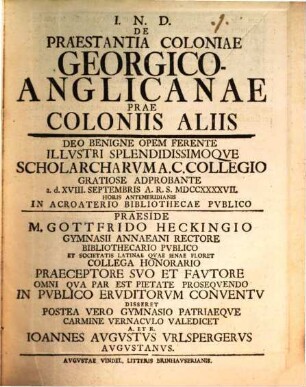 I. N. D.
DE
PRAESTANTIA COLONIAE
GEORGICO-
ANGLICANAE
PRAE
COLONIIS ALIIS
DEO BENIGNE OPEM FERENTE
ILLVSTRI SPLENDIDISSIMOQVE
SCHOLARCHARVM A. C. COLLEGIO
GRATIOSE ADPROBANTE
a. d. XVIII. SEPTEMBRIS A. R. S. MDCCXXXXVII.
HORIS ANTEMERIDIANIS
IN ACROATERIO BIBLIOTHECAE PVBLICO
PRAESIDE
M. GOTTFRIDO HECKINGIO
GYMNASII ANNAEANI RECTORE
BIBLIOTHECARIO PVBLICO
ET SOCIETATIS LATINAE QVAE IENAE FLORET
COLLEGA HONORARIO
PRAECEPTORE SVO ET FAVTORE
OMNI QVA PAR EST PIETATE PROSEQVENDO
IN PVBLICO ERVDITORVM CONVENTV
DISSERET
POSTEA VERO GYMNASIO PATRIAEQVE
CARMINE VERNACVLO VALEDICET
A. ET R.
IOANNES AVGVSTVS VRLSPERGERVS
AVGVSTANVS.
AVGVSTAE VINDEL. LITTERIS BRINHAVSERIANIS.